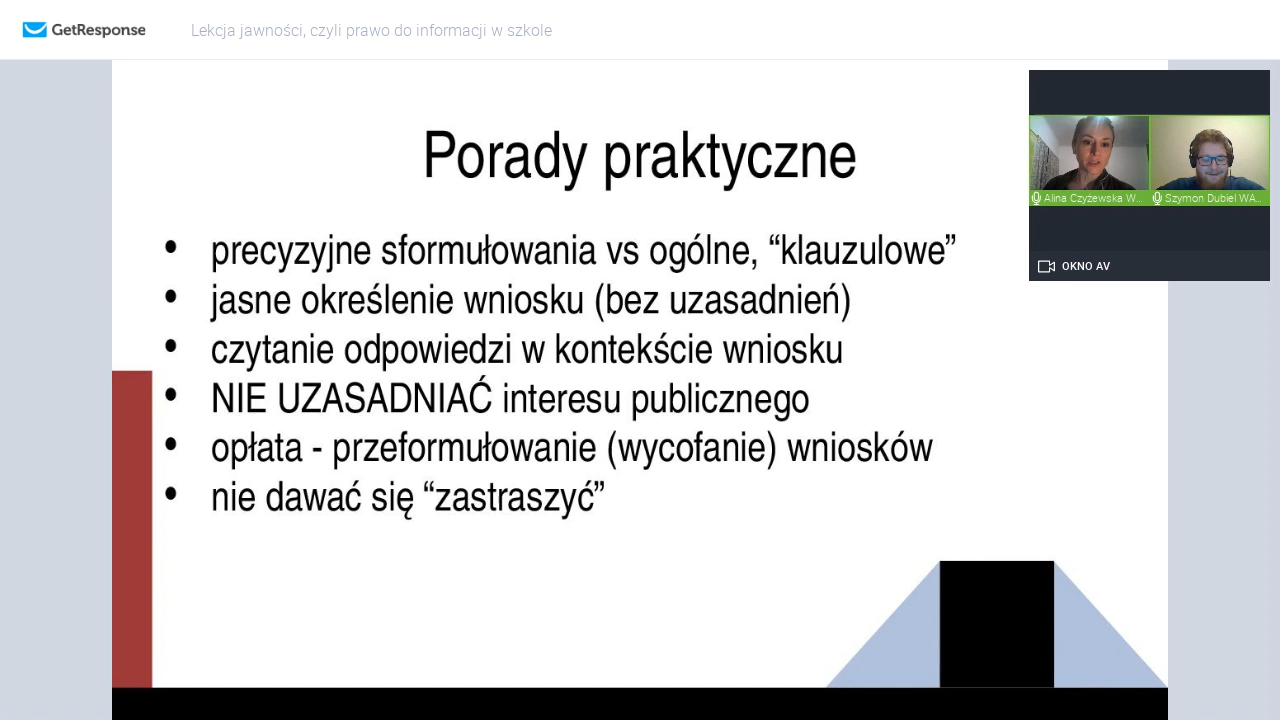 GetResponse
Lekcja jawności, czyli prawo do informacji w szkole
Porady praktyczne
• precyzyjne sformułowania vs ogólne, “klauzulowe”
• jasne określenie wniosku (bez uzasadnień)
• czytanie odpowiedzi w kontekście wniosku
• NIE UZASADNIAĆ interesu publicznego
• opłata - przeformułowanie (wycofanie) wniosków
• nie dawać się “zastraszyć”
Alina Czyżewska W...
Szymon Dubiel WA...
OKNO AV